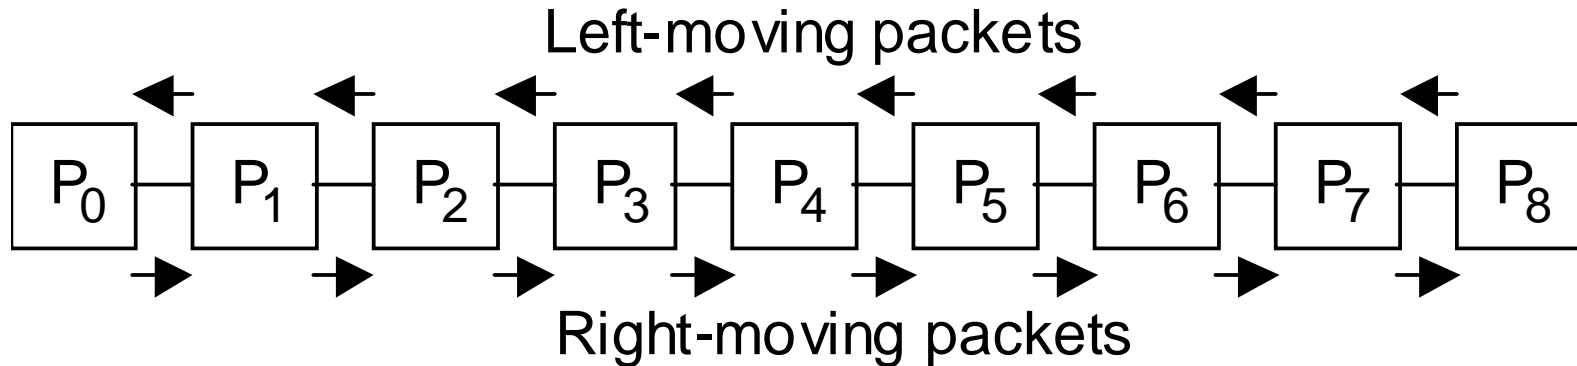 Left-moving packets
P₀ P₁ P₂ P₃ P₄ P₅ P₆ P₇ P₈
Right-moving packets